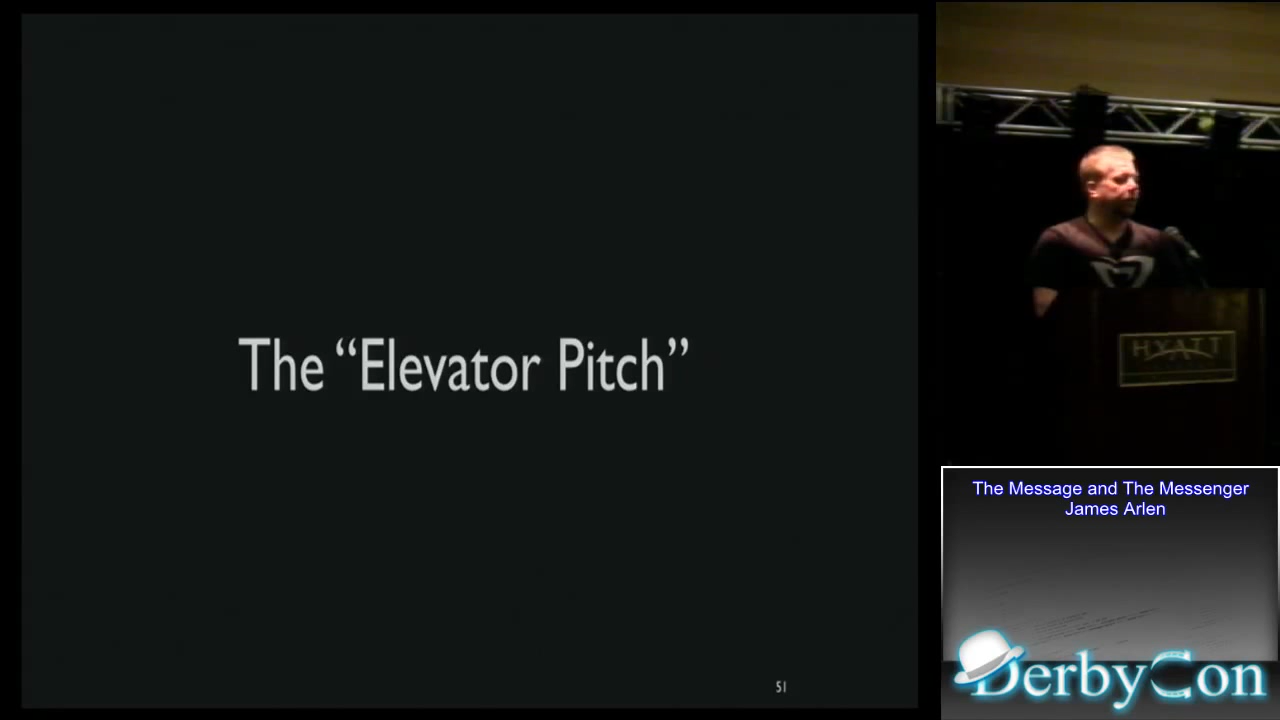 The “Elevator Pitch”
51
HYATT
The Message and The Messenger
James Arlen
DerbyCon